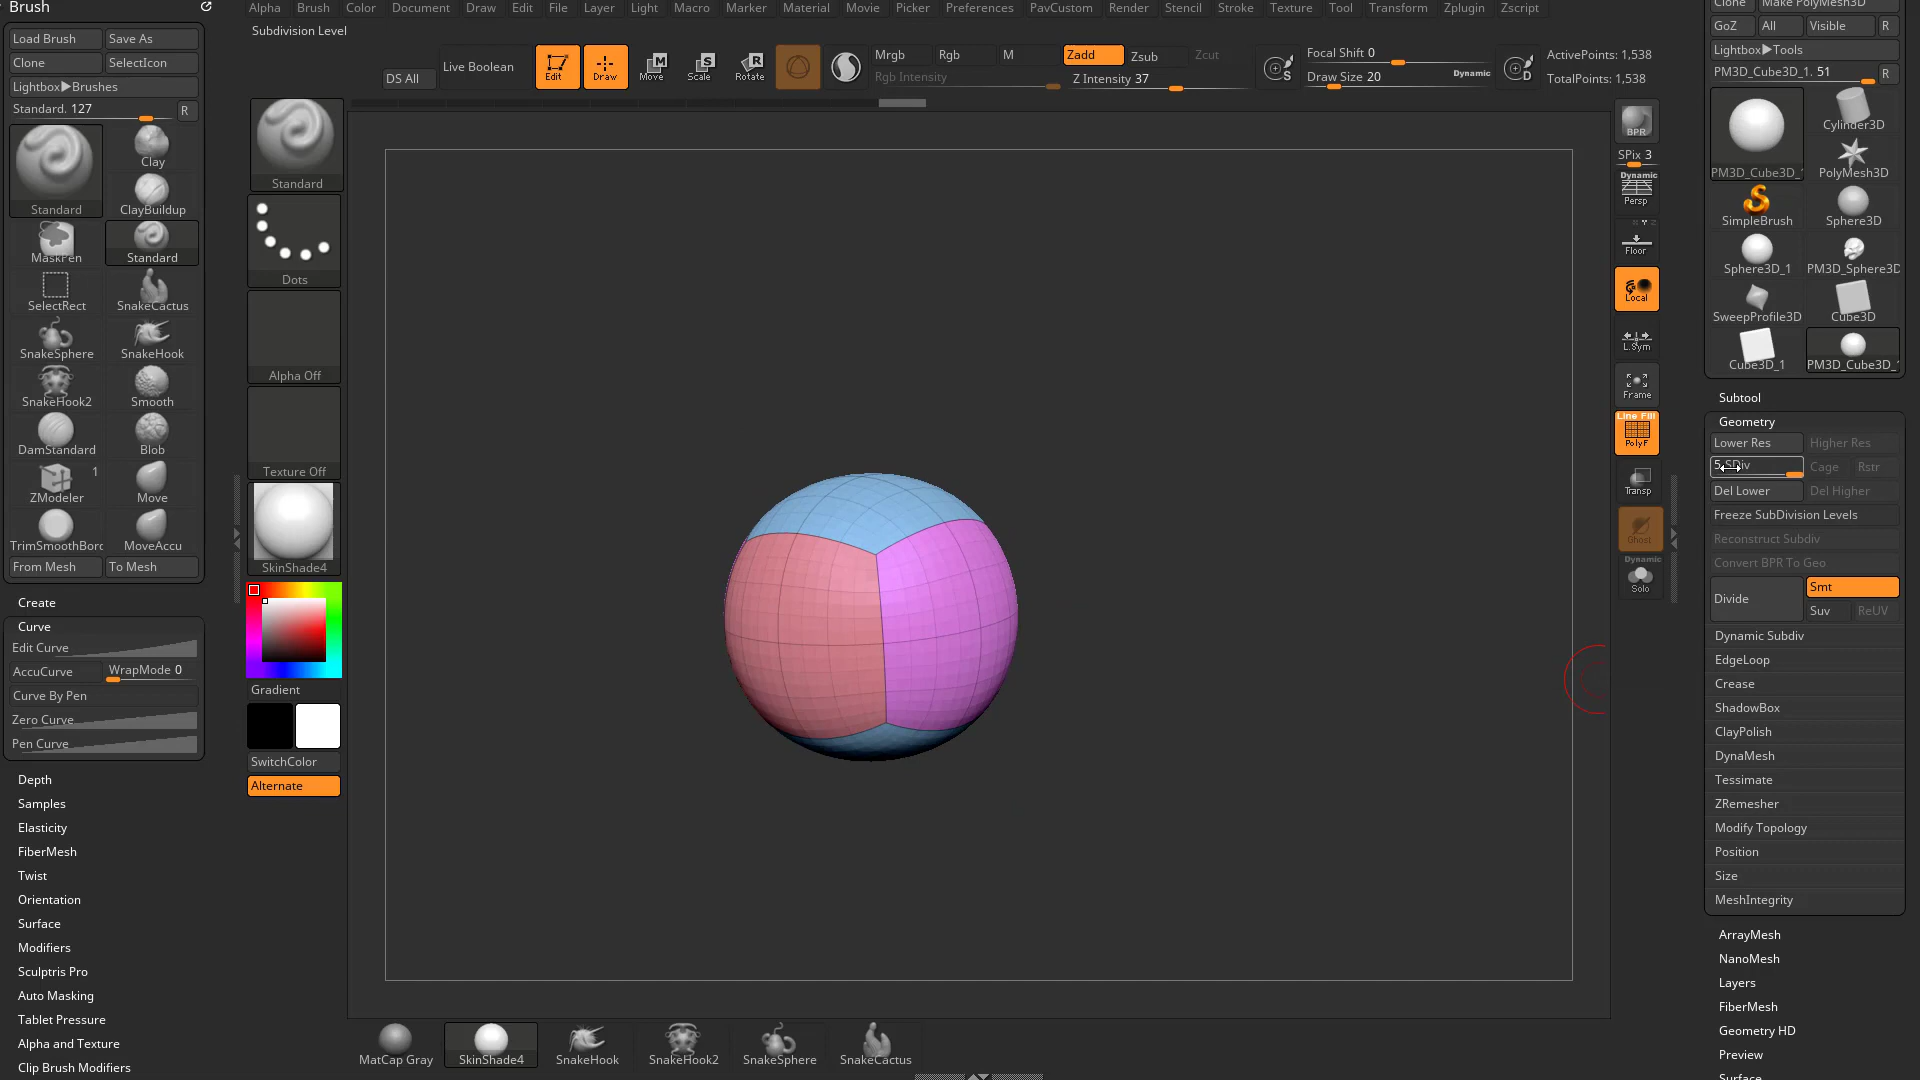 Brush
Load Brush Save As
Clone SelectIcon
Lightbox▶Brushes
Standard. 127 R
Standard
Clay
ClayBuildup
MaskPen Standard
SelectRect SnakeCactus
SnakeSphere SnakeHook
SnakeHook2 Smooth
DamStandard Blob
1
ZModeler Move
TrimSmoothBord MoveAccu
From Mesh To Mesh
Create
Curve
Edit Curve
AccuCurve WrapMode 0
Curve By Pen
Zero Curve
Pen Curve
Depth
Samples
Elasticity
FiberMesh
Twist
Orientation
Surface
Modifiers
Sculptris Pro
Auto Masking
Tablet Pressure
Alpha and Texture
Clip Brush Modifiers
Alpha Brush Color Document Draw Edit File Layer Light Macro Marker Material Movie Picker Preferences PavCustom Render Stencil Stroke Texture Tool Transform Zplugin Zscript
Subdivision Level
DS All
Live Boolean
Edit Draw Move Scale Rotate
M S R
Mrgb Rgb M
Rgb Intensity
Zadd Zsub Zcut
Z Intensity 37
S
Focal Shift 0
Draw Size 20 Dynamic
D
ActivePoints: 1,538
TotalPoints: 1,538
Standard
Dots
Alpha Off
Texture Off
SkinShade4
Gradient
SwitchColor
Alternate
MatCap Gray SkinShade4 SnakeHook SnakeHook2 SnakeSphere SnakeCactus
BPR
SPix 3
Dynamic
Persp
Floor
Local
L.Sym
Frame
Line Fill
PolyF
Transp
Ghost
Dynamic
Solo
Clone Make PolyMesh3D
GoZ All Visible R
Lightbox▶Tools
PM3D_Cube3D_1. 51 R
PM3D_Cube3D_1
Cylinder3D
PolyMesh3D
SimpleBrush Sphere3D
Sphere3D_1 PM3D_Sphere3D
SweepProfile3D Cube3D
Cube3D_1 PM3D_Cube3D_1
Subtool
Geometry
Lower Res Higher Res
SDiv Cage Rstr
Del Lower Del Higher
Freeze SubDivision Levels
Reconstruct Subdiv
Convert BPR To Geo
Divide Smt
Suv ReUV
Dynamic Subdiv
EdgeLoop
Crease
ShadowBox
ClayPolish
DynaMesh
Tessimate
ZRemesher
Modify Topology
Position
Size
MeshIntegrity
ArrayMesh
NanoMesh
Layers
FiberMesh
Geometry HD
Preview
Surface